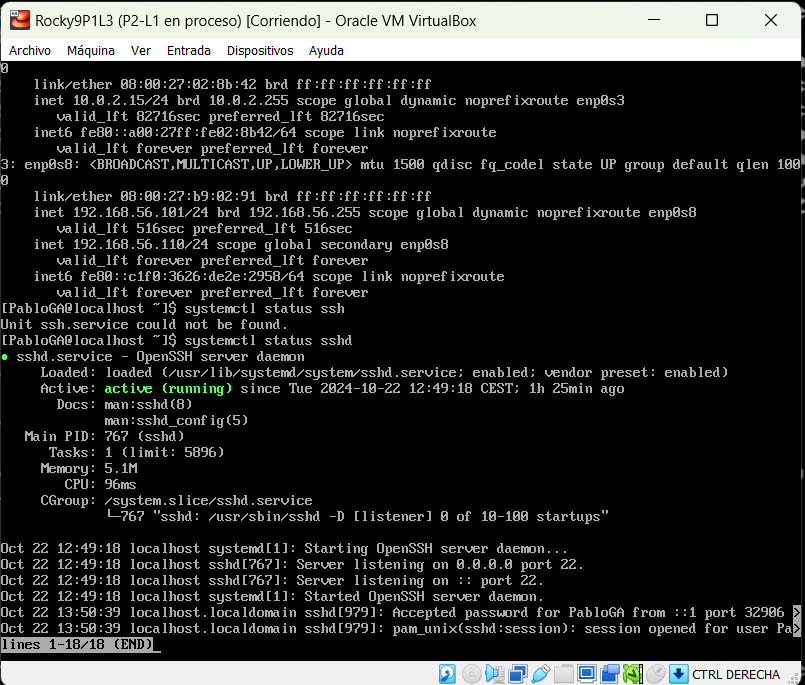 Rocky9P1L3 (P2-L1 en proceso) [Corriendo] - Oracle VM VirtualBox
Archivo Máquina Ver Entrada Dispositivos Ayuda
0
    link/ether 08:00:27:02:8b:42 brd ff:ff:ff:ff:ff:ff
    inet 10.0.2.15/24 brd 10.0.2.255 scope global dynamic noprefixroute enp0s3
       valid_lft 82716sec preferred_lft 82716sec
    inet6 fe80::a00:27ff:fe02:8b42/64 scope link noprefixroute
       valid_lft forever preferred_lft forever
3: enp0s8: <BROADCAST,MULTICAST,UP,LOWER_UP> mtu 1500 qdisc fq_codel state UP group default qlen 100
0
    link/ether 08:00:27:b9:02:91 brd ff:ff:ff:ff:ff:ff
    inet 192.168.56.101/24 brd 192.168.56.255 scope global dynamic noprefixroute enp0s8
       valid_lft 516sec preferred_lft 516sec
    inet 192.168.56.110/24 scope global secondary enp0s8
       valid_lft forever preferred_lft forever
    inet6 fe80::c1f0:3626:de2e:2958/64 scope link noprefixroute
       valid_lft forever preferred_lft forever
[PabloGA@localhost ~]$ systemctl status ssh
Unit ssh.service could not be found.
[PabloGA@localhost ~]$ systemctl status sshd
● sshd.service - OpenSSH server daemon
     Loaded: loaded (/usr/lib/systemd/system/sshd.service; enabled; vendor preset: enabled)
     Active: active (running) since Tue 2024-10-22 12:49:18 CEST; 1h 25min ago
       Docs: man:sshd(8)
             man:sshd_config(5)
   Main PID: 767 (sshd)
      Tasks: 1 (limit: 5896)
     Memory: 5.1M
        CPU: 96ms
     CGroup: /system.slice/sshd.service
             └─767 "sshd: /usr/sbin/sshd -D [listener] 0 of 10-100 startups"
Oct 22 12:49:18 localhost systemd[1]: Starting OpenSSH server daemon...
Oct 22 12:49:18 localhost sshd[767]: Server listening on 0.0.0.0 port 22.
Oct 22 12:49:18 localhost sshd[767]: Server listening on :: port 22.
Oct 22 12:49:18 localhost systemd[1]: Started OpenSSH server daemon.
Oct 22 13:50:39 localhost.localdomain sshd[979]: Accepted password for PabloGA from ::1 port 32906 >
Oct 22 13:50:39 localhost.localdomain sshd[979]: pam_unix(sshd:session): session opened for user Pa>
lines 1-18/18 (END)
CTRL DERECHA